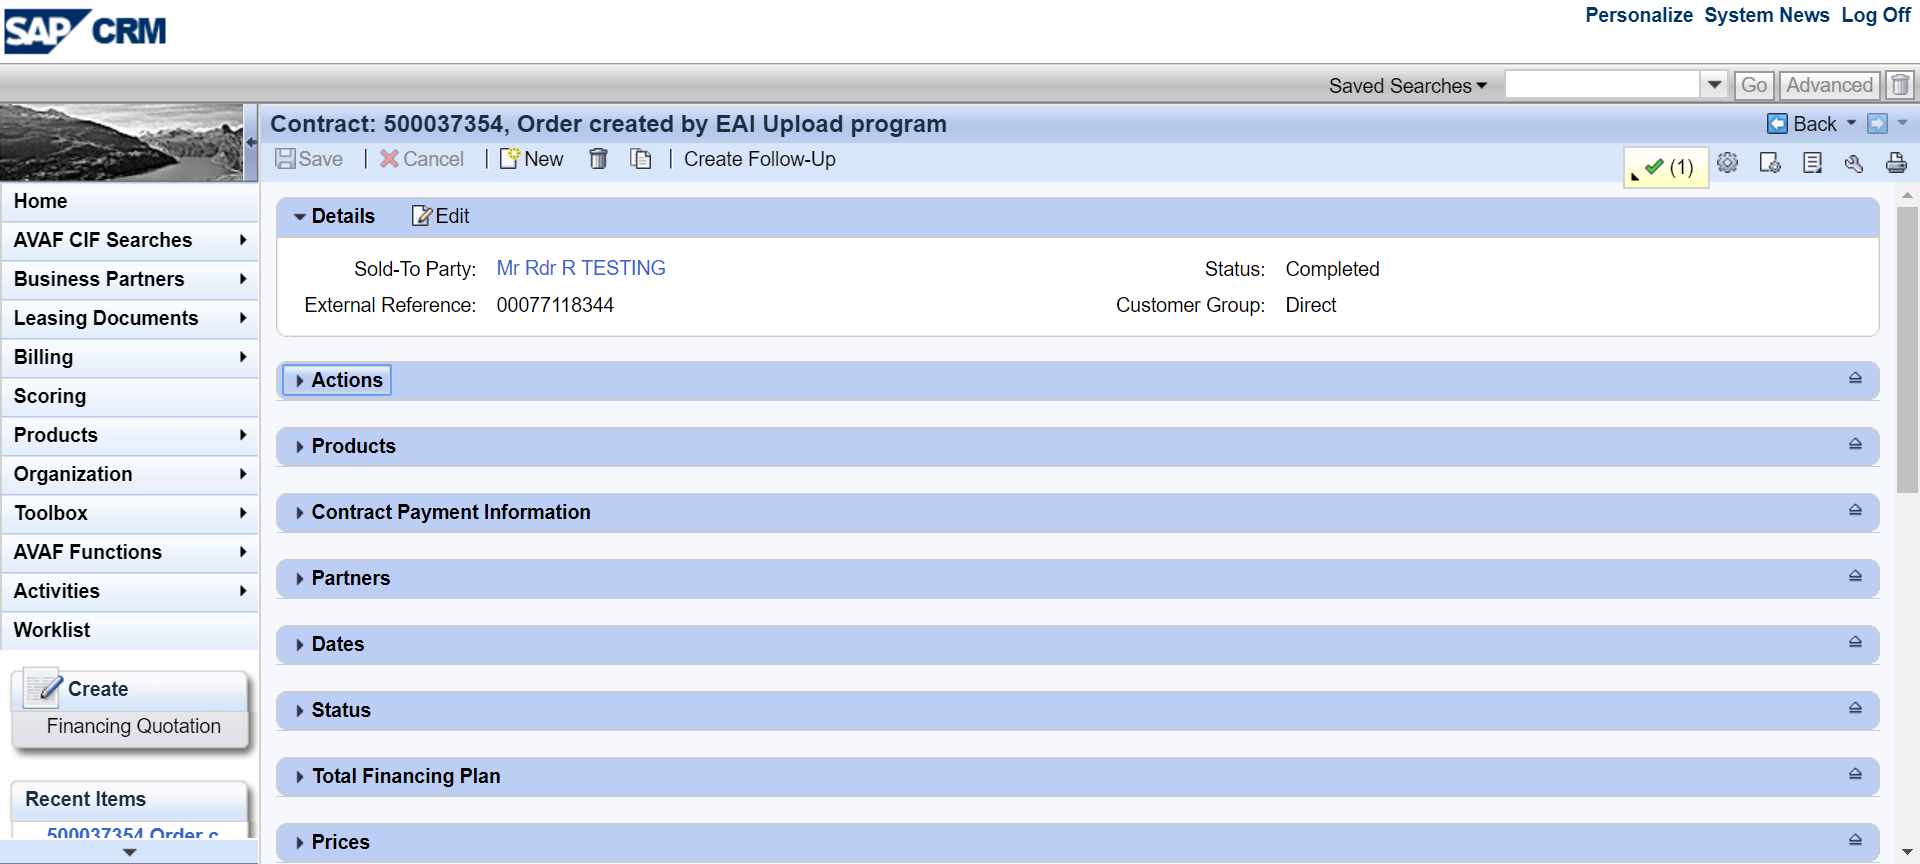 SAP CRM
Personalize System News Log Off
Saved Searches Go Advanced
Contract: 500037354, Order created by EAI Upload program
Back
Save | Cancel | New | Create Follow-Up
(1)
Home
AVAF CIF Searches
Business Partners
Leasing Documents
Billing
Scoring
Products
Organization
Toolbox
AVAF Functions
Activities
Worklist
Create
Financing Quotation
Recent Items
500037354 Order c
Details Edit
Sold-To Party: Mr Rdr R TESTING
Status: Completed
External Reference: 00077118344
Customer Group: Direct
Actions
Products
Contract Payment Information
Partners
Dates
Status
Total Financing Plan
Prices